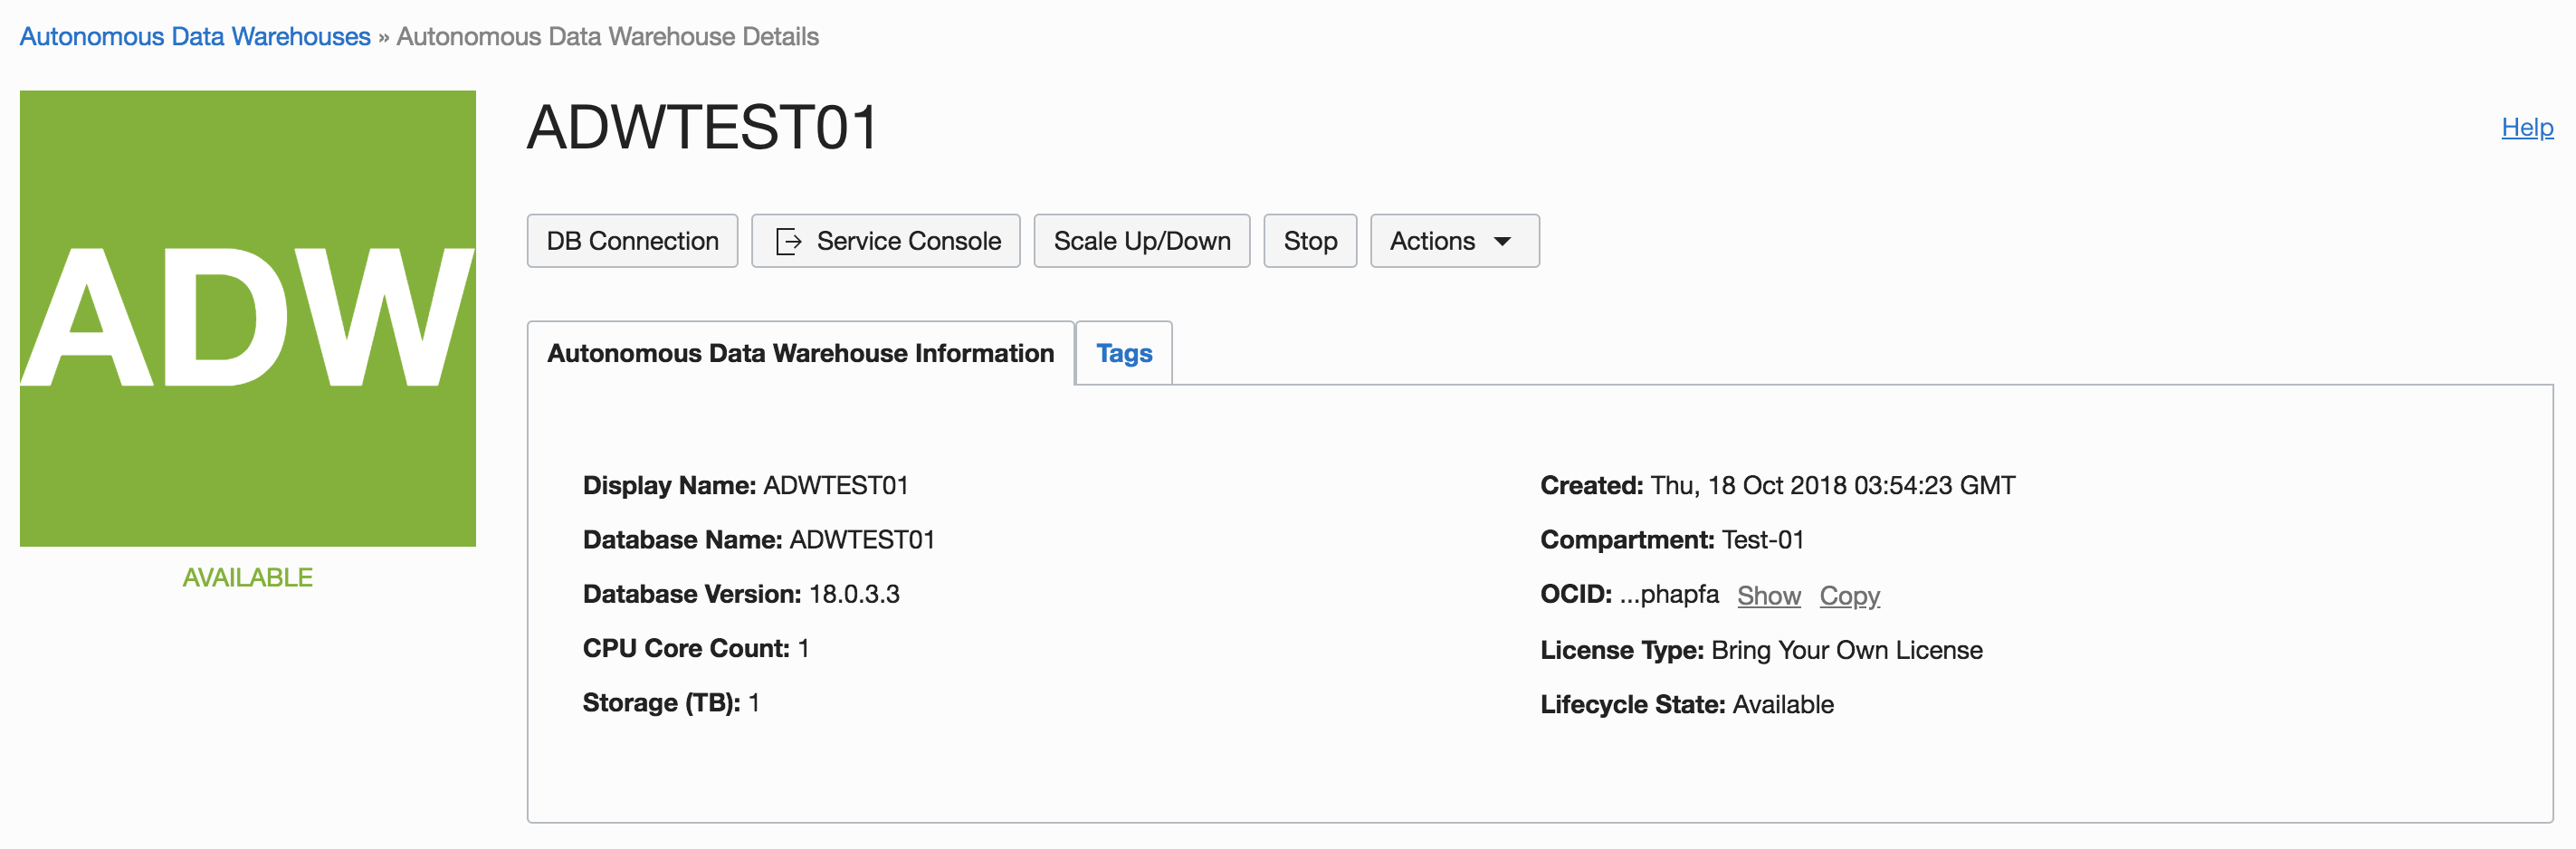 Autonomous Data Warehouses » Autonomous Data Warehouse Details
ADW
AVAILABLE
ADWTEST01
Help
DB Connection
Service Console
Scale Up/Down
Stop
Actions
Autonomous Data Warehouse Information
Tags
Display Name: ADWTEST01
Database Name: ADWTEST01
Database Version: 18.0.3.3
CPU Core Count: 1
Storage (TB): 1
Created: Thu, 18 Oct 2018 03:54:23 GMT
Compartment: Test-01
OCID: ...phapfa Show Copy
License Type: Bring Your Own License
Lifecycle State: Available